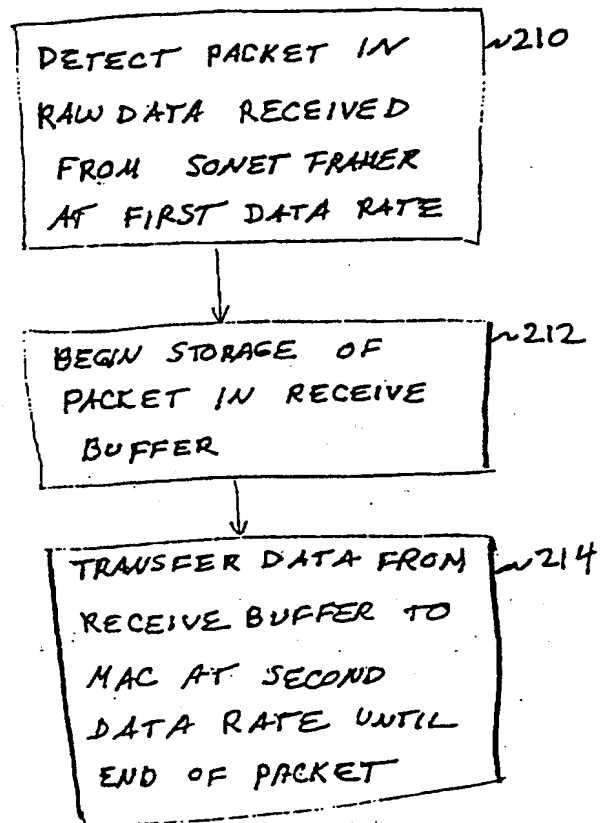 DETECT PACKET IN
RAW DATA RECEIVED
FROM SONET FRAMER
AT FIRST DATA RATE
210
BEGIN STORAGE OF
PACKET IN RECEIVE
BUFFER
212
TRANSFER DATA FROM
RECEIVE BUFFER TO
MAC AT SECOND
DATA RATE UNTIL
END OF PACKET
214